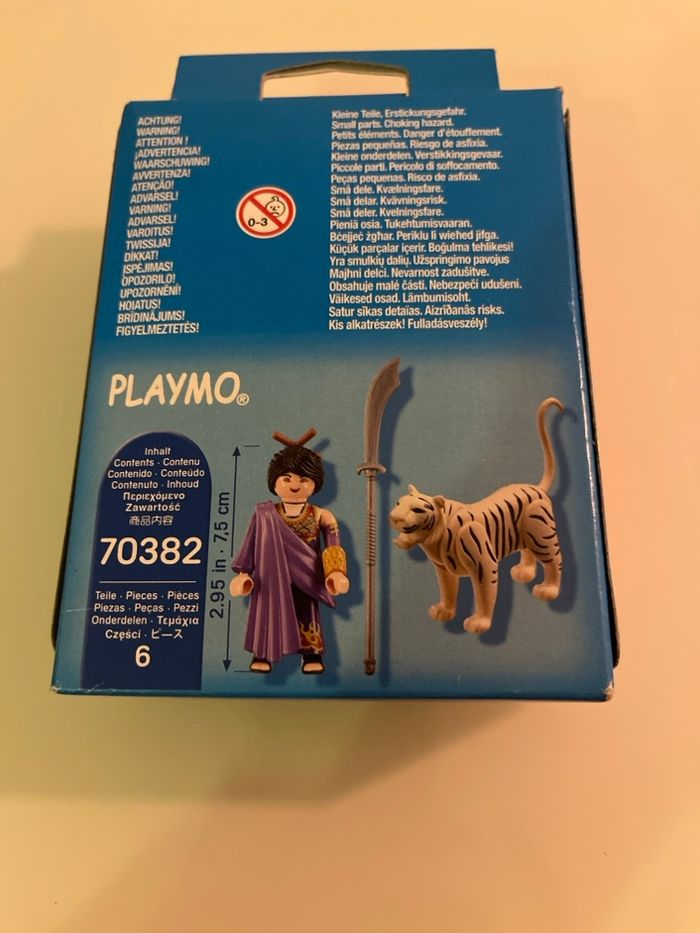 ACHTUNG!
WARNING!
ATTENTION !
¡ADVERTENCIA!
WAARSCHUWING!
AVVERTENZA!
ATENÇÃO!
ADVARSEL!
VARNING!
ADVARSEL!
VAROITUS!
TWISSIJA!
DİKKAT!
ĮSPĖJIMAS!
OPOZORILO!
UPOZORNĚNÍ!
HOIATUS!
BRĪDINĀJUMS!
FIGYELMEZTETÉS!
0-3
Kleine Teile, Erstickungsgefahr.
Small parts. Choking hazard.
Petits éléments. Danger d'étouffement.
Piezas pequeñas. Riesgo de asfixia.
Kleine onderdelen. Verstikkingsgevaar.
Piccole parti. Pericolo di soffocamento.
Peças pequenas. Risco de asfixia.
Små dele. Kvælningsfare.
Små delar. Kvävningsrisk.
Små deler. Kvelningsfare.
Pieniä osia. Tukehtumisvaaran.
Bċejjeċ żgħar. Periklu li wieħed jifga.
Küçük parçalar içerir. Boğulma tehlikesi!
Yra smulkių dalių. Užspringimo pavojus
Majhni delci. Nevarnost zadušitve.
Obsahuje malé části. Nebezpečí udušení.
Väikesed osad. Lämbumisoht.
Satur sīkas detaļas. Aizrīšanās risks.
Kis alkatrészek! Fulladásveszély!
PLAYMO®
Inhalt
Contents · Contenu
Contenido · Conteúdo
Contenuto · Inhoud
Περιεχόμενο
Zawartość
商品内容
70382
Teile · Pieces · Pièces
Piezas · Peças · Pezzi
Onderdelen · Τεμάχια
Części · ピース
6
2.95 in · 7,5 cm